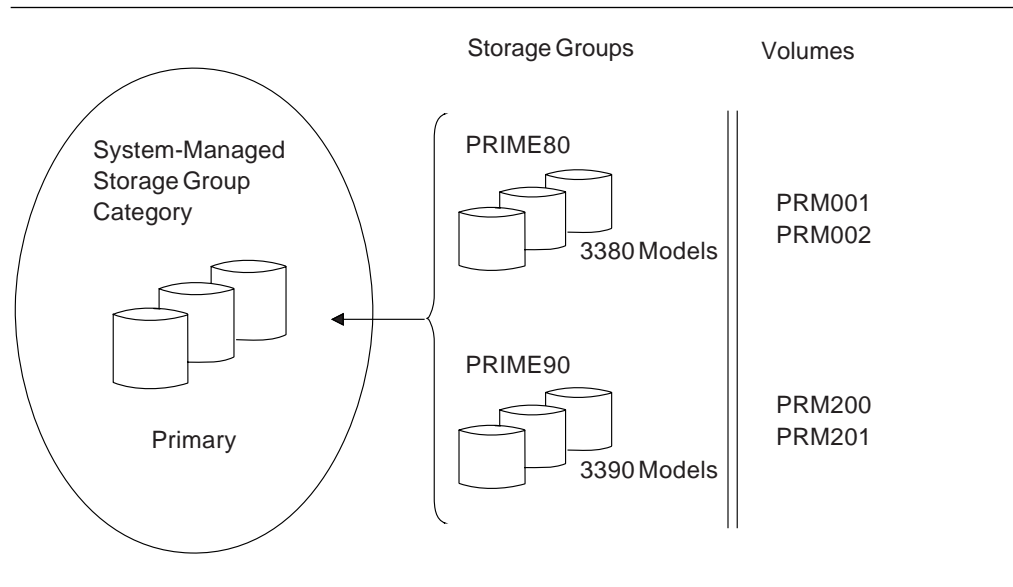 Storage Groups
Volumes
System-Managed
Storage Group
Category
Primary
PRIME80
3380 Models
PRM001
PRM002
PRIME90
3390 Models
PRM200
PRM201